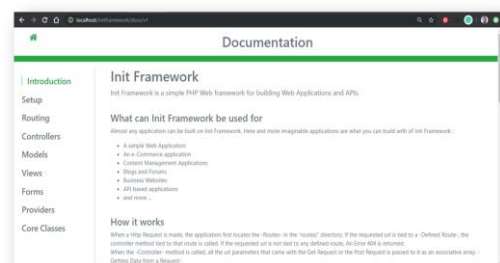 localhost/initframework/docs/v1
Documentation
Introduction
Setup
Routing
Controllers
Models
Views
Forms
Providers
Core Classes
Init Framework
Init Framework is a simple PHP Web framework for building Web Applications and APIs.
What can Init Framework be used for
Almost any application can be built on Init Framework. Here and more imaginable applications are what you can build with of Init Framework :
A simple Web Application
An e-Commerce application
Content Management Applications
Blogs and Forums
Business Websites
API based applications
and more ...
How it works
When a Http Request is made, the application first locates the -Routes- in the 'routes/' directory. If the requested url is tied to a -Defined Route-, the
controller method tied to that route is called. If the requested url is not tied to any defined route, An Error 404 is returned.
When the -Controller- method is called, all the url parameters that came with the Get Request or the Post Request is passed to it as an associative array. -
Getting Data from a Request-